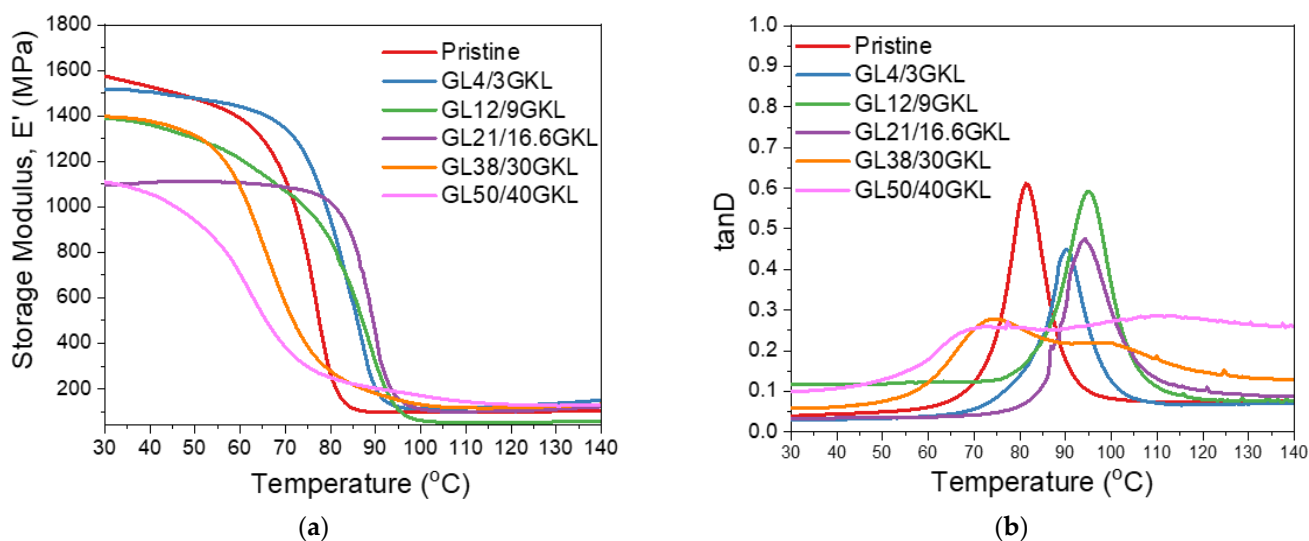 1800
1600
1400
1200
1000
800
600
400
200
Storage Modulus, E' (MPa)
Pristine
GL4/3GKL
GL12/9GKL
GL21/16.6GKL
GL38/30GKL
GL50/40GKL
30 40 50 60 70 80 90 100 110 120 130 140
Temperature (°C)
(a)
1.0
0.9
0.8
0.7
0.6
0.5
0.4
0.3
0.2
0.1
0.0
tanD
Pristine
GL4/3GKL
GL12/9GKL
GL21/16.6GKL
GL38/30GKL
GL50/40GKL
30 40 50 60 70 80 90 100 110 120 130 140
Temperature (°C)
(b)